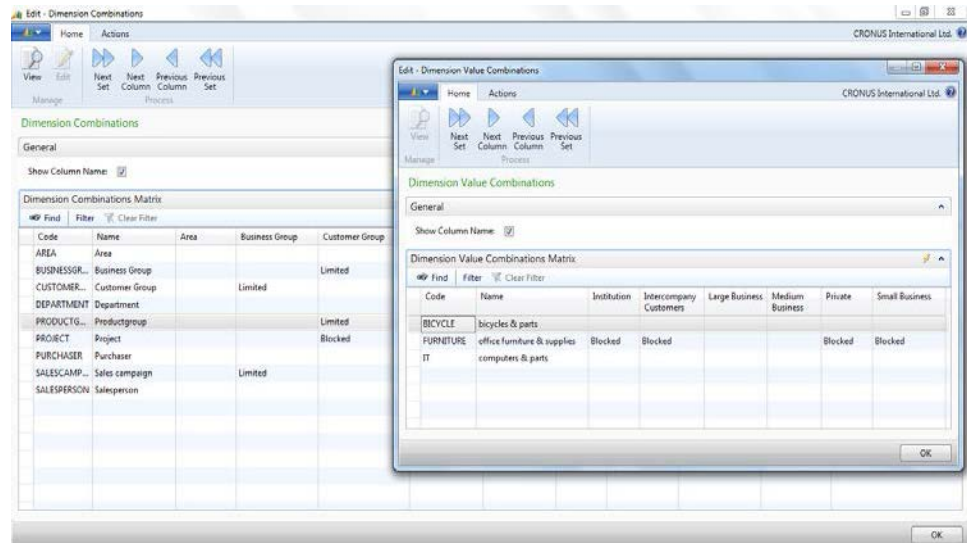 Edit - Dimension Combinations
Home Actions CRONUS International Ltd.
View Edit Next Set Next Column Previous Column Previous Set
Manage Process
Dimension Combinations
General
Show Column Name:
Dimension Combinations Matrix
Find Filter Clear Filter
Code Name Area Business Group Customer Group
AREA Area
BUSINESSGR... Business Group Limited
CUSTOMER... Customer Group Limited
DEPARTMENT Department
PRODUCTG... Productgroup Limited
PROJECT Project Blocked
PURCHASER Purchaser
SALESCAMP... Sales campaign Limited
SALESPERSON Salesperson
OK
Edit - Dimension Value Combinations
Home Actions CRONUS International Ltd.
View Next Set Next Column Previous Column Previous Set
Manage Process
Dimension Value Combinations
General
Show Column Name:
Dimension Value Combinations Matrix
Find Filter Clear Filter
Code Name Institution Intercompany Customers Large Business Medium Business Private Small Business
BICYCLE bicycles & parts
FURNITURE office furniture & supplies Blocked Blocked Blocked Blocked
IT computers & parts
OK